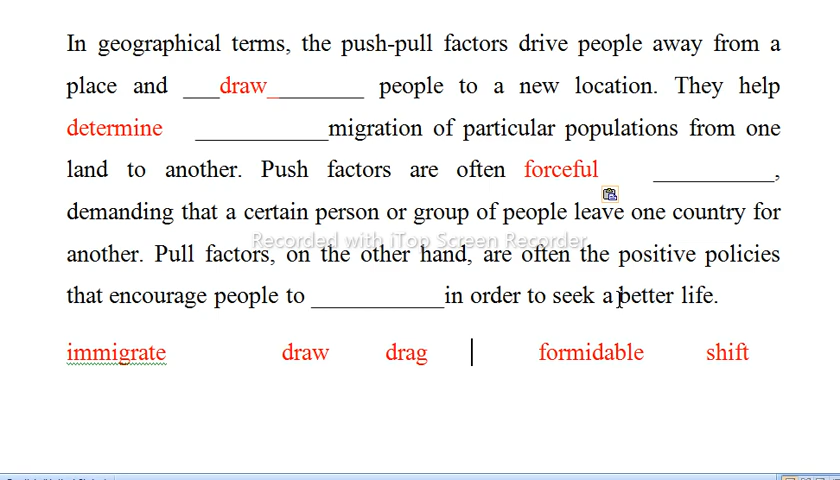 In geographical terms, the push-pull factors drive people away from a
place and ___draw_________ people to a new location. They help
determine ___________migration of particular populations from one
land to another. Push factors are often forceful __________,
demanding that a certain person or group of people leave one country for
Recorded with iTop Screen Recorder
another. Pull factors, on the other hand, are often the positive policies
that encourage people to ___________in order to seek a better life.
immigrate draw drag formidable shift